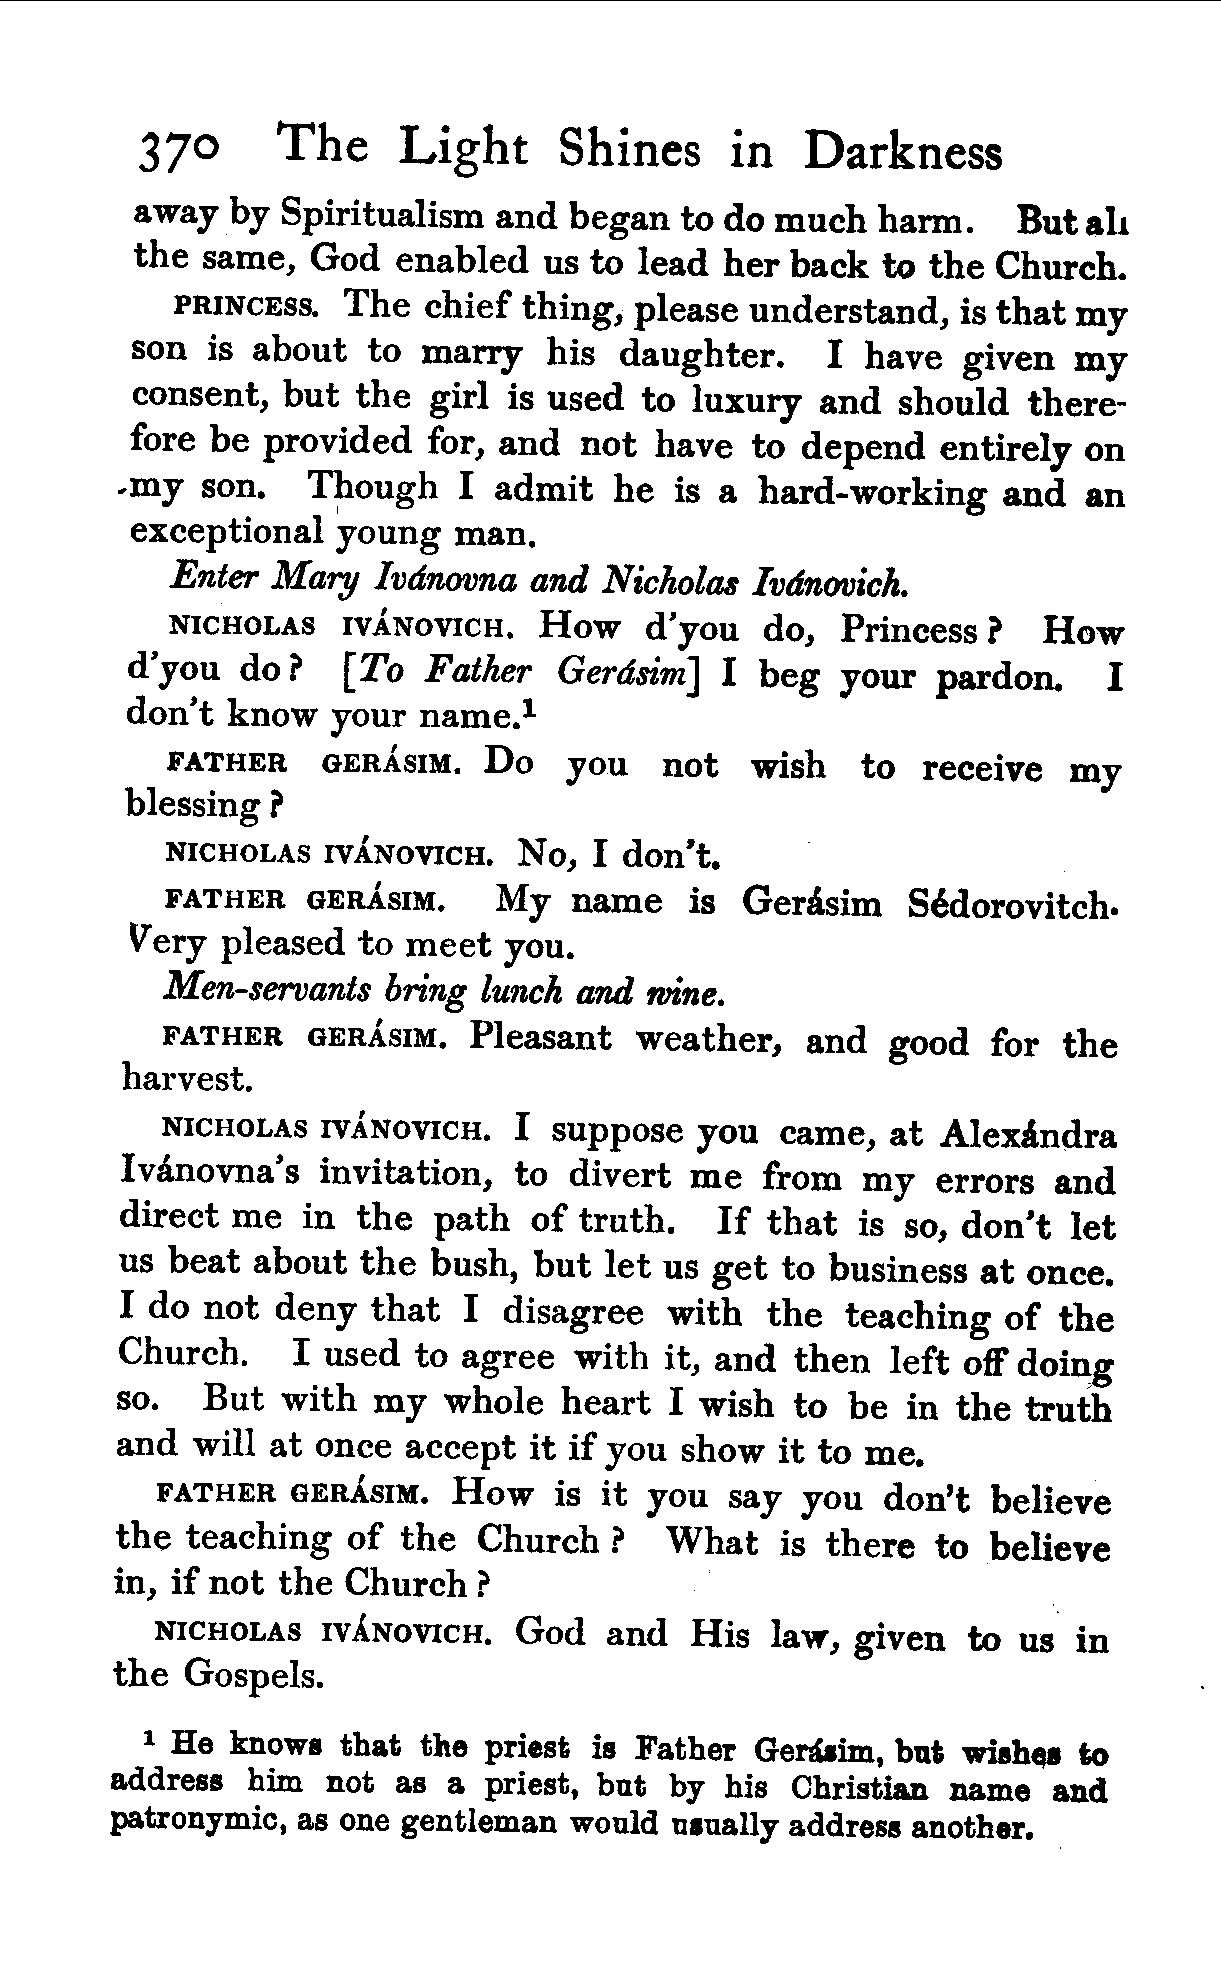 370 The Light Shines in Darkness
away by Spiritualism and began to do much harm. But all
the same, God enabled us to lead her back to the Church.
PRINCESS. The chief thing, please understand, is that my
son is about to marry his daughter. I have given my
consent, but the girl is used to luxury and should there-
fore be provided for, and not have to depend entirely on
my son. Though I admit he is a hard-working and an
exceptional young man.
Enter Mary Ivánovna and Nicholas Ivánovich.
NICHOLAS IVÁNOVICH. How d'you do, Princess? How
d'you do? [To Father Gerásim] I beg your pardon. I
don't know your name.¹
FATHER GERÁSIM. Do you not wish to receive my
blessing?
NICHOLAS IVÁNOVICH. No, I don't.
FATHER GERÁSIM. My name is Gerásim Sédorovitch.
Very pleased to meet you.
Men-servants bring lunch and wine.
FATHER GERÁSIM. Pleasant weather, and good for the
harvest.
NICHOLAS IVÁNOVICH. I suppose you came, at Alexándra
Ivánovna's invitation, to divert me from my errors and
direct me in the path of truth. If that is so, don't let
us beat about the bush, but let us get to business at once.
I do not deny that I disagree with the teaching of the
Church. I used to agree with it, and then left off doing
so. But with my whole heart I wish to be in the truth
and will at once accept it if you show it to me.
FATHER GERÁSIM. How is it you say you don't believe
the teaching of the Church? What is there to believe
in, if not the Church?
NICHOLAS IVÁNOVICH. God and His law, given to us in
the Gospels.
¹ He knows that the priest is Father Gerásim, but wishes to
address him not as a priest, but by his Christian name and
patronymic, as one gentleman would usually address another.